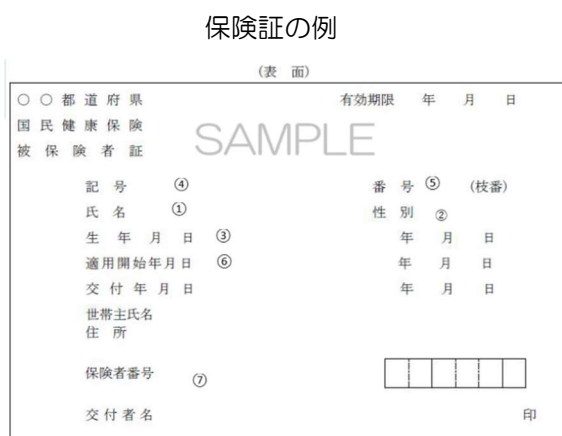 保険証の例
(表 面)
○ ○ 都 道 府 県 有効期限 年 月 日
国 民 健 康 保 険
被 保 険 者 証
SAMPLE
記 号 ④ 番 号 ⑤ (枝番)
氏 名 ① 性 別 ②
生 年 月 日 ③ 年 月 日
適用開始年月日 ⑥ 年 月 日
交 付 年 月 日 年 月 日
世帯主氏名
住 所
保険者番号 ⑦
交 付 者 名 印